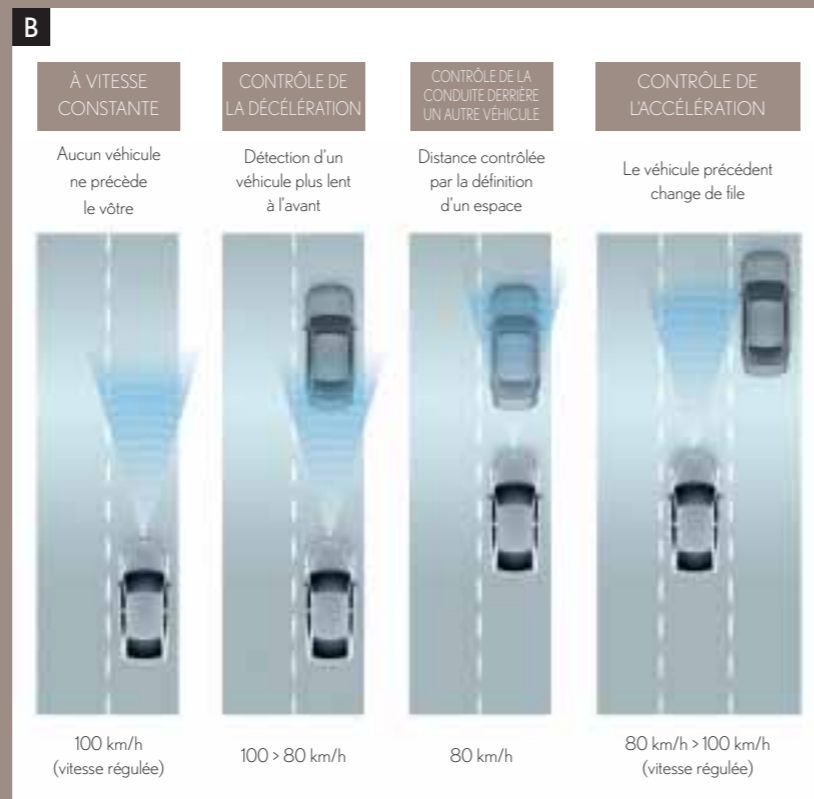 B
À VITESSE
CONSTANTE
Aucun véhicule
ne précède
le vôtre
100 km/h
(vitesse régulée)
CONTRÔLE DE
LA DÉCÉLÉRATION
Détection d'un
véhicule plus lent
à l'avant
100 > 80 km/h
CONTRÔLE DE LA
CONDUITE DERRIÈRE
UN AUTRE VÉHICULE
Distance contrôlée
par la définition
d'un espace
80 km/h
CONTRÔLE DE
L'ACCÉLÉRATION
Le véhicule précédent
change de file
80 km/h > 100 km/h
(vitesse régulée)